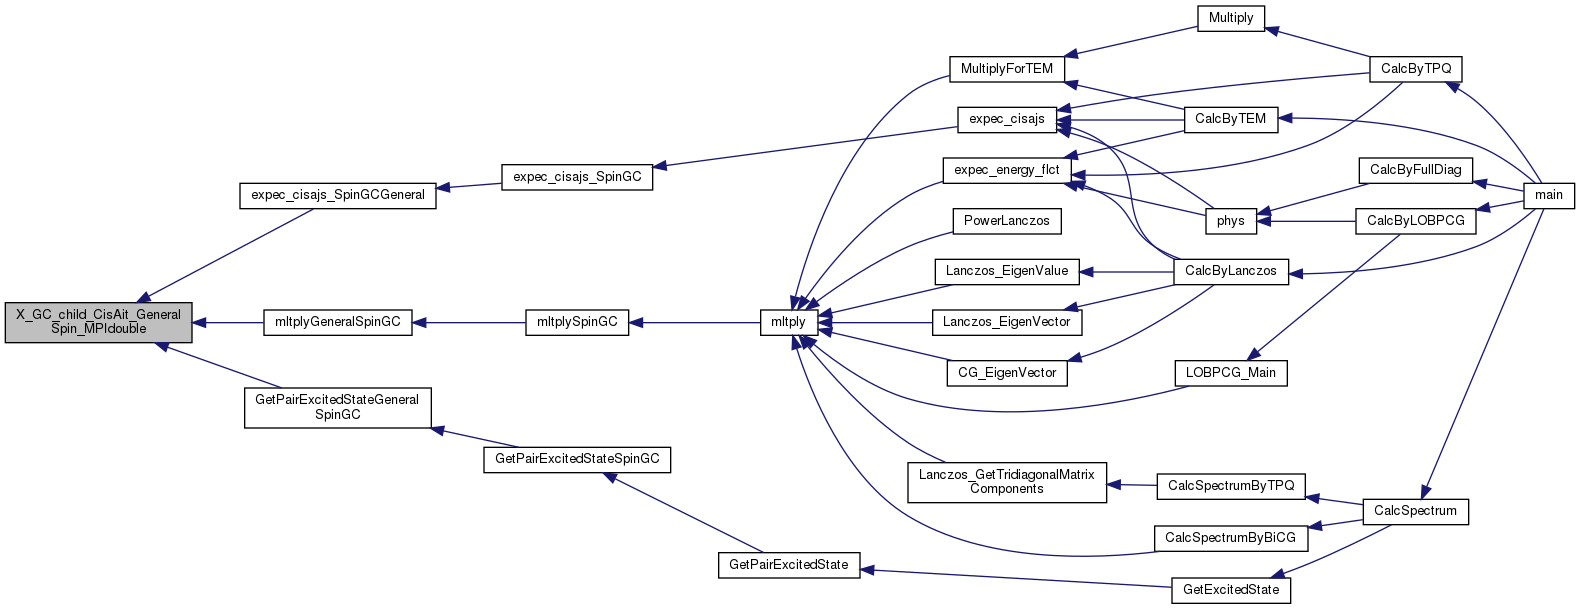 X_GC_child_CisAit_General
Spin_MPIdouble
expec_cisajs_SpinGCGeneral
mltplyGeneralSpinGC
GetPairExcitedStateGeneral
SpinGC
expec_cisajs_SpinGC
mltplySpinGC
GetPairExcitedStateSpinGC
mltply
GetPairExcitedState
MultiplyForTEM
expec_cisajs
expec_energy_flct
PowerLanczos
Lanczos_EigenValue
Lanczos_EigenVector
CG_EigenVector
Lanczos_GetTridiagonalMatrix
Components
Multiply
CalcByTEM
phys
CalcByLanczos
LOBPCG_Main
CalcSpectrumByTPQ
CalcSpectrumByBiCG
GetExcitedState
CalcByTPQ
CalcByFullDiag
CalcByLOBPCG
CalcSpectrum
main